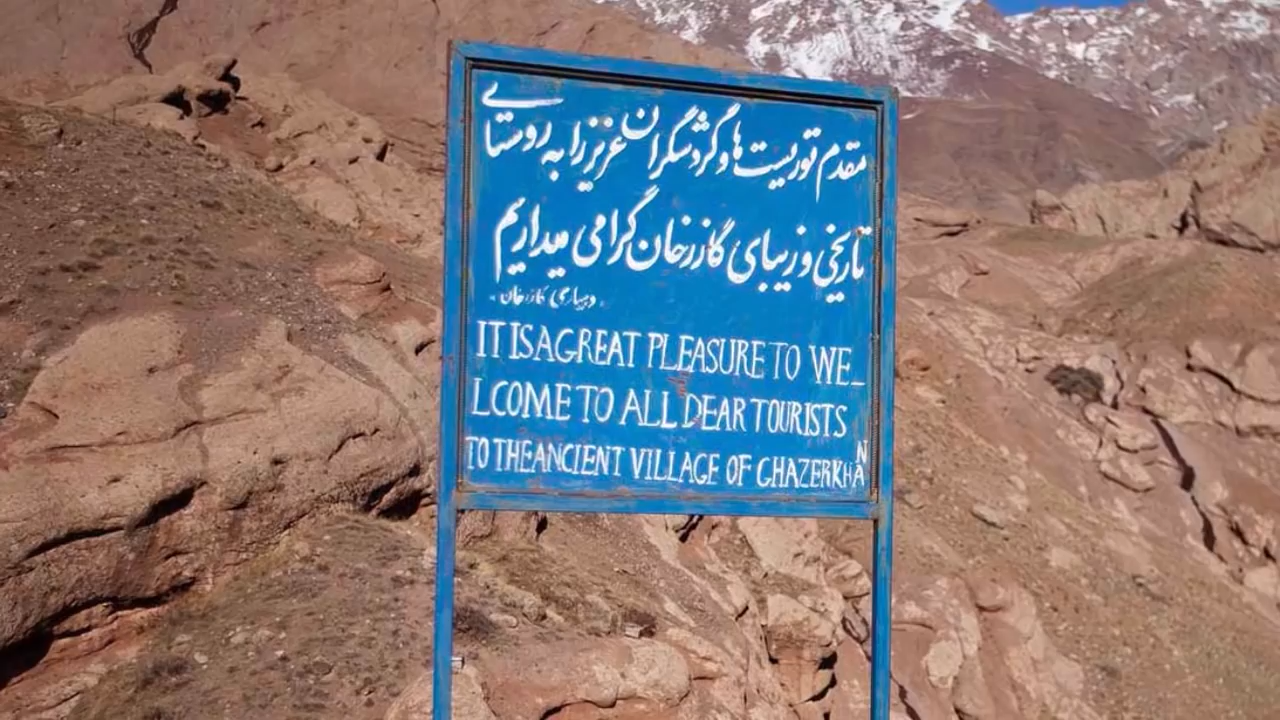 مقدم توریست ها و گردشگران عزیز را به روستای
تاریخی و زیبای گازرخان گرامی میداریم
دهیاری گازرخان
IT IS A GREAT PLEASURE TO WE_
LCOME TO ALL DEAR TOURISTS
TO THE ANCIENT VILLAGE OF GHAZERKHAN